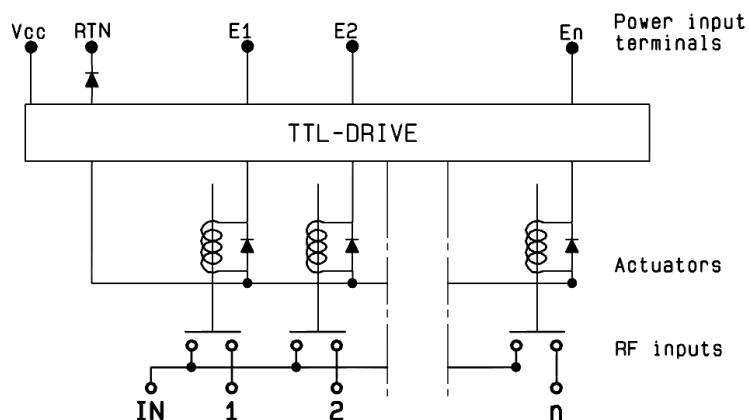 Vcc RTN E1 E2 En Power input
terminals
TTL-DRIVE
Actuators
RF inputs
IN 1 2 n